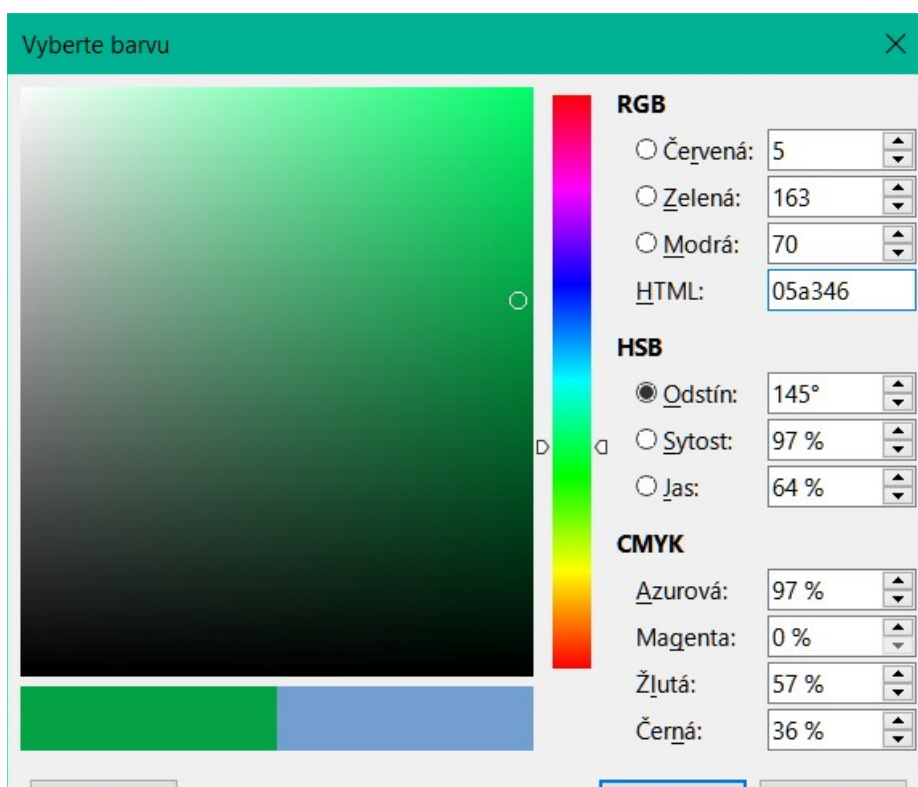 Vyberte barvu
RGB
Červená: 5
Zelená: 163
Modrá: 70
HTML: 05a346
HSB
Odstín: 145°
Sytost: 97 %
Jas: 64 %
CMYK
Azurová: 97 %
Magenta: 0 %
Žlutá: 57 %
Černá: 36 %